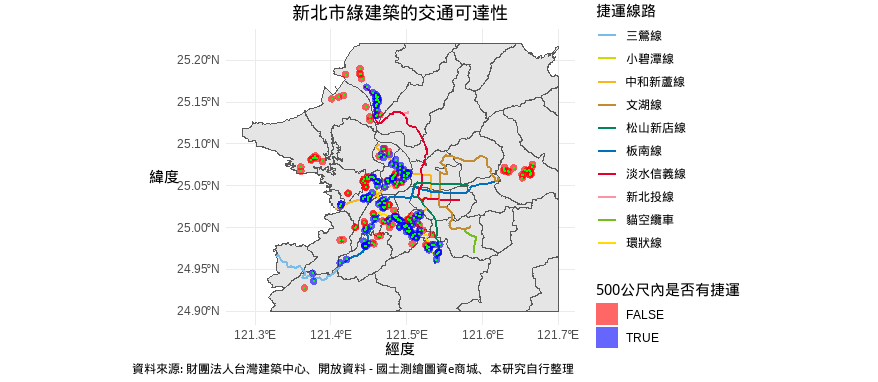 新北市綠建築的交通可達性
緯度
25.20°N
25.15°N
25.10°N
25.05°N
25.00°N
24.95°N
24.90°N
121.3°E
121.4°E
121.5°E
121.6°E
121.7°E
經度
資料來源: 財團法人台灣建築中心、開放資料 - 國土測繪圖資e商城、本研究自行整理
捷運線路
三鶯線
小碧潭線
中和新蘆線
文湖線
松山新店線
板南線
淡水信義線
新北投線
貓空纜車
環狀線
500公尺內是否有捷運
FALSE
TRUE